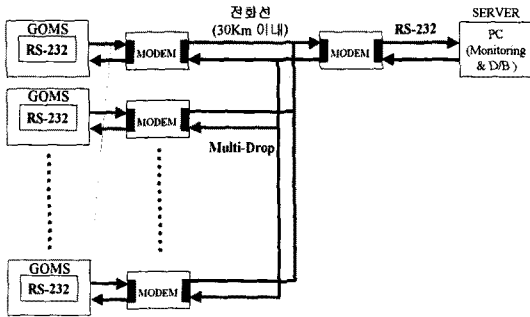 GOMS
RS-232
MODEM
전화선
(30Km 이내)
MODEM
RS-232
SERVER
PC
(Monitoring
& D/B)
GOMS
RS-232
MODEM
Multi-Drop
GOMS
RS-232
MODEM